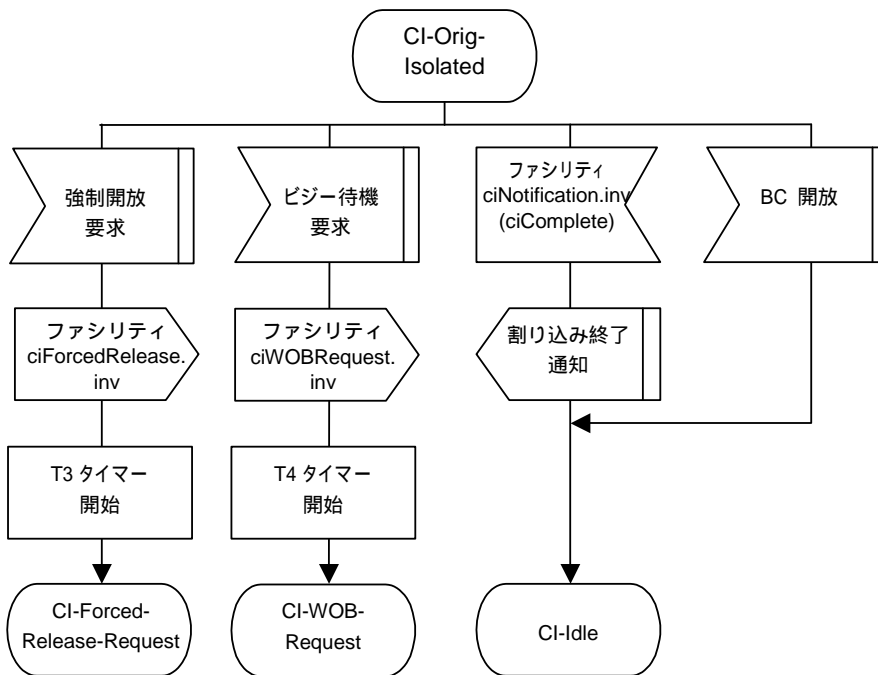 CI-Orig-
Isolated
強制開放
要求
ビジー待機
要求
ファシリティ
ciNotification.inv
(ciComplete)
BC 開放
ファシリティ
ciForcedRelease.
inv
ファシリティ
ciWOBRequest.
inv
割り込み終了
通知
T3 タイマー
開始
T4 タイマー
開始
CI-Forced-
Release-Request
CI-WOB-
Request
CI-Idle